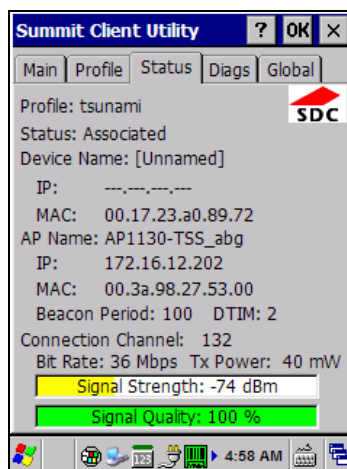 Summit Client Utility ? OK ×
Main Profile Status Diags Global
Profile: tsunami
SDC
Status: Associated
Device Name: [Unnamed]
IP: ---.---.---.---
MAC: 00.17.23.a0.89.72
AP Name: AP1130-TSS_abg
IP: 172.16.12.202
MAC: 00.3a.98.27.53.00
Beacon Period: 100 DTIM: 2
Connection Channel: 132
Bit Rate: 36 Mbps Tx Power: 40 mW
Signal Strength: -74 dBm
Signal Quality: 100 %
4:58 AM